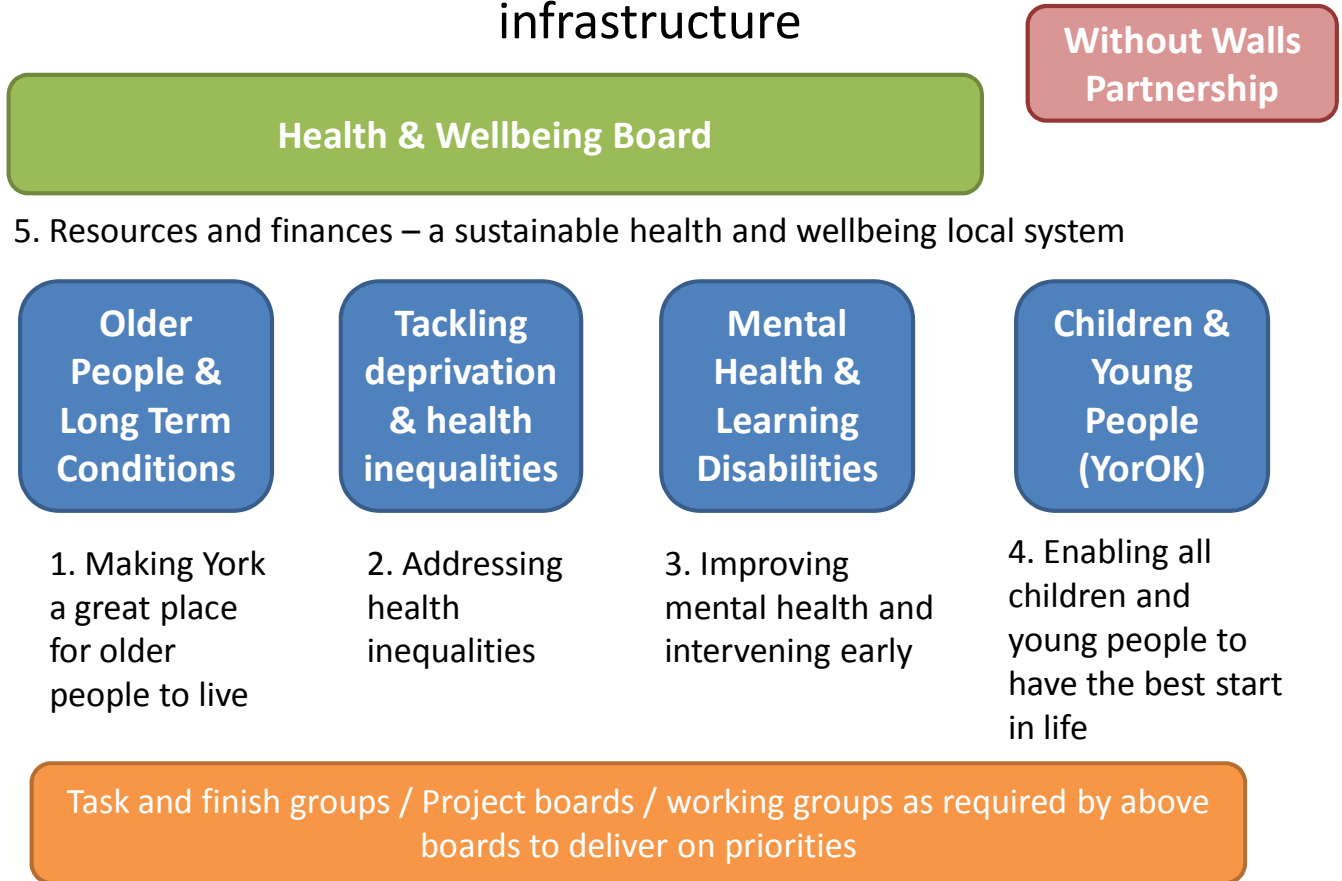 infrastructure
Without Walls
Partnership
Health & Wellbeing Board
5. Resources and finances – a sustainable health and wellbeing local system
Older
People &
Long Term
Conditions
Tackling
deprivation
& health
inequalities
Mental
Health &
Learning
Disabilities
Children &
Young
People
(YorOK)
1. Making York
a great place
for older
people to live
2. Addressing
health
inequalities
3. Improving
mental health and
intervening early
4. Enabling all
children and
young people to
have the best start
in life
Task and finish groups / Project boards / working groups as required by above
boards to deliver on priorities